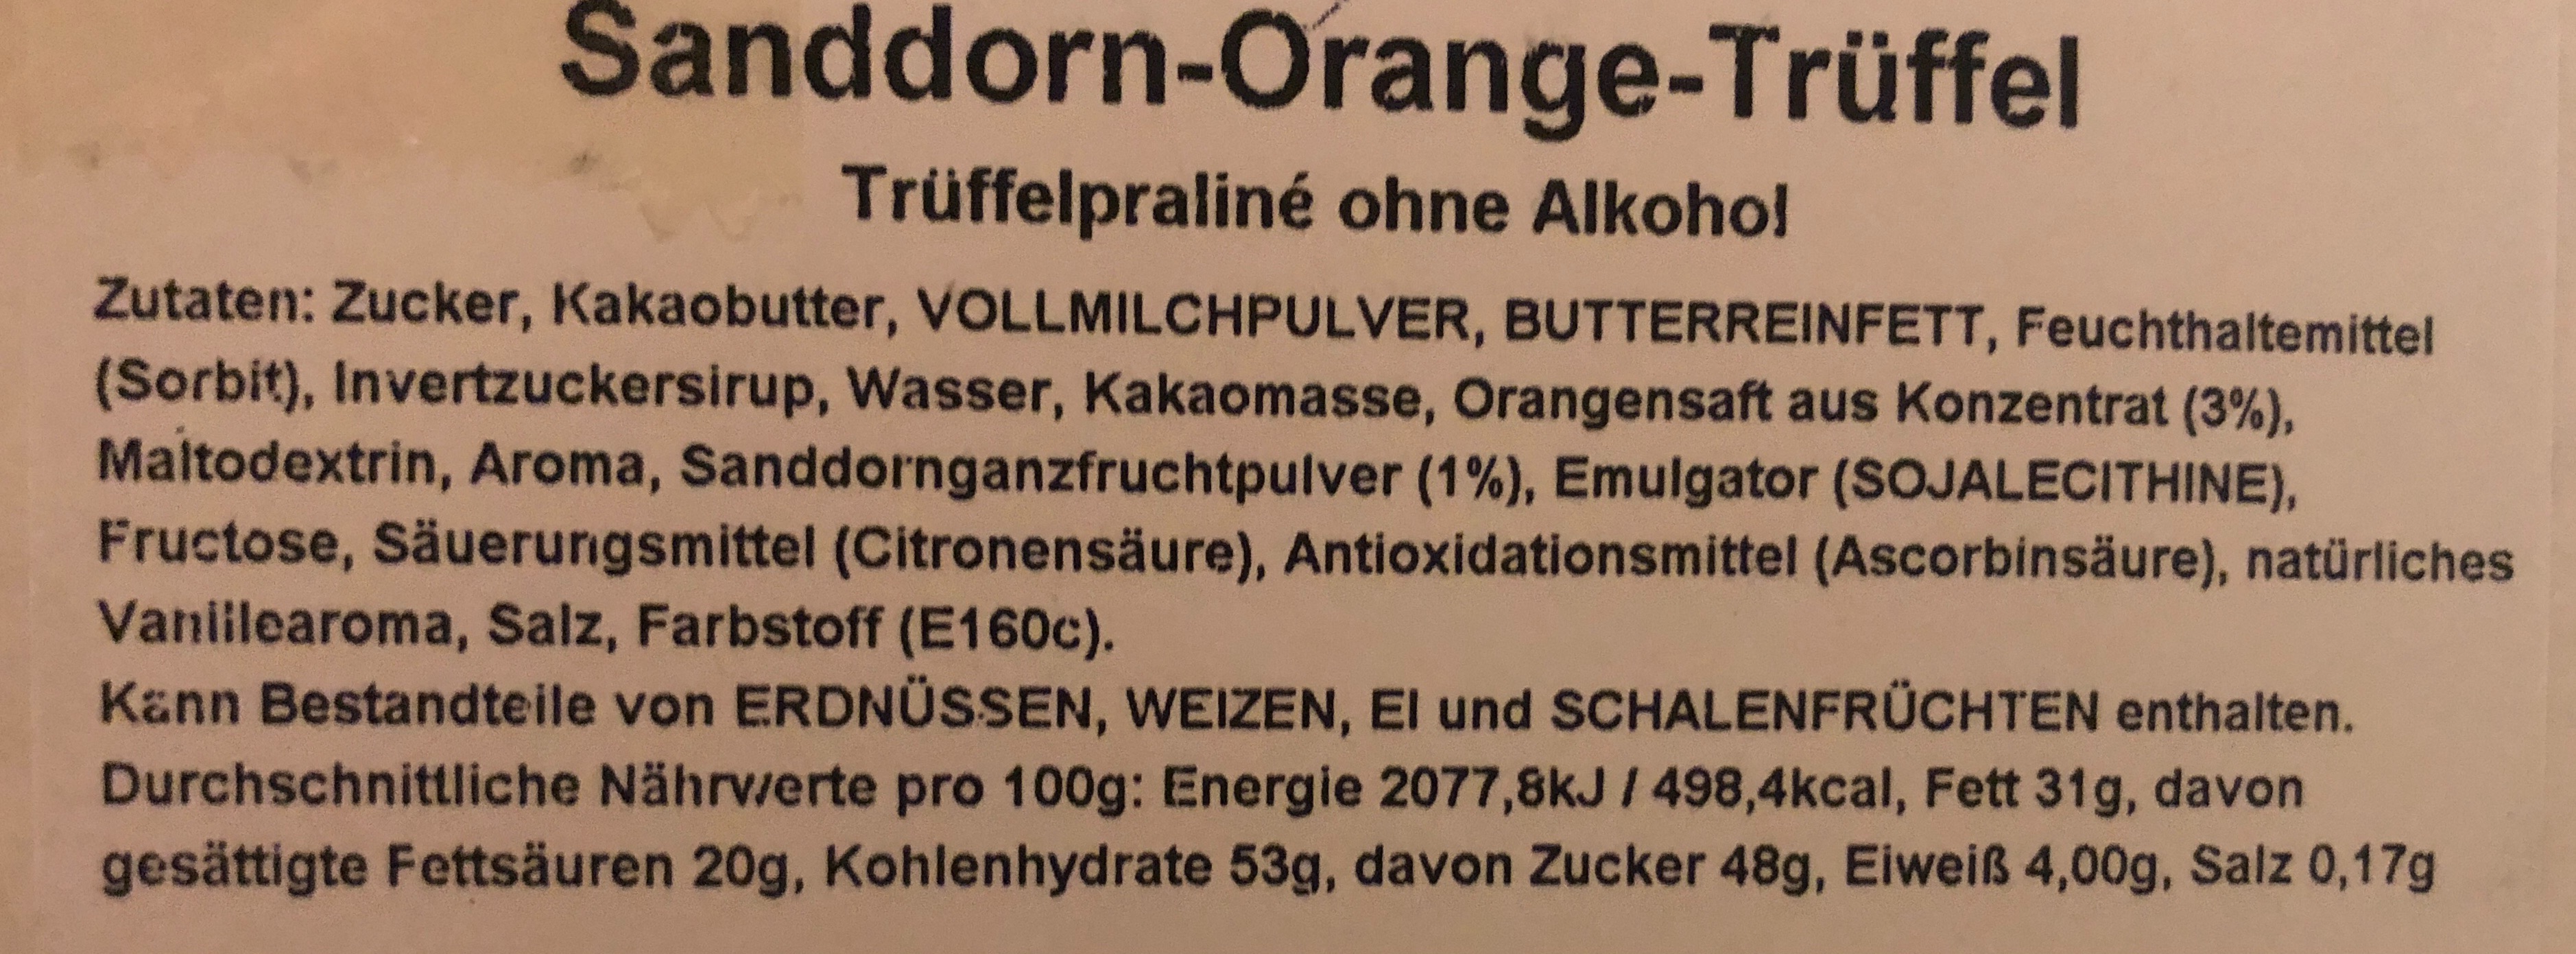 Sanddorn-Orange-Trüffel
Trüffelpraliné ohne Alkohol
Zutaten: Zucker, Kakaobutter, VOLLMILCHPULVER, BUTTERREINFETT, Feuchthaltemittel
(Sorbit), Invertzuckersirup, Wasser, Kakaomasse, Orangensaft aus Konzentrat (3%),
Maltodextrin, Aroma, Sanddornganzfruchtpulver (1%), Emulgator (SOJALECITHINE),
Fructose, Säuerungsmittel (Citronensäure), Antioxidationsmittel (Ascorbinsäure), natürliches
Vanillearoma, Salz, Farbstoff (E160c).
Kann Bestandteile von ERDNÜSSEN, WEIZEN, EI und SCHALENFRÜCHTEN enthalten.
Durchschnittliche Nährwerte pro 100g: Energie 2077,8kJ / 498,4kcal, Fett 31g, davon
gesättigte Fettsäuren 20g, Kohlenhydrate 53g, davon Zucker 48g, Eiweiß 4,00g, Salz 0,17g